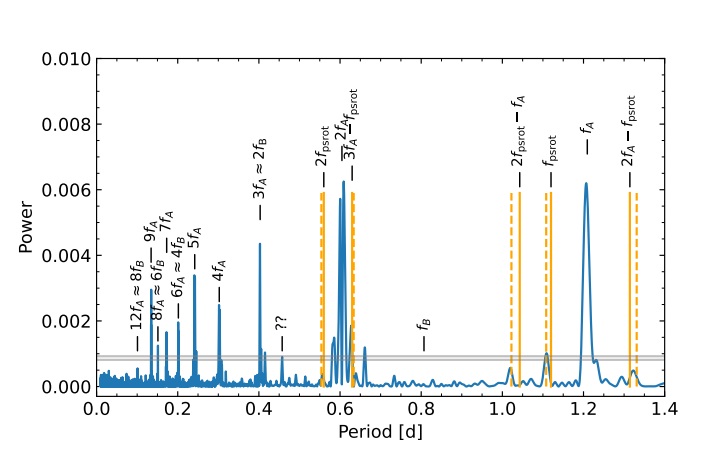 0.010
0.008
0.006
0.004
0.002
0.000
Power
12f_A ≈ 8f_B
9f_A
8f_A ≈ 6f_B
7f_A
6f_A ≈ 4f_B
5f_A
4f_A
3f_A ≈ 2f_B
??
2f_psrot
2f_A
3f_A − f_psrot
f_B
2f_psrot − f_A
f_psrot
f_A
2f_A − f_psrot
0.0 0.2 0.4 0.6 0.8 1.0 1.2 1.4
Period [d]